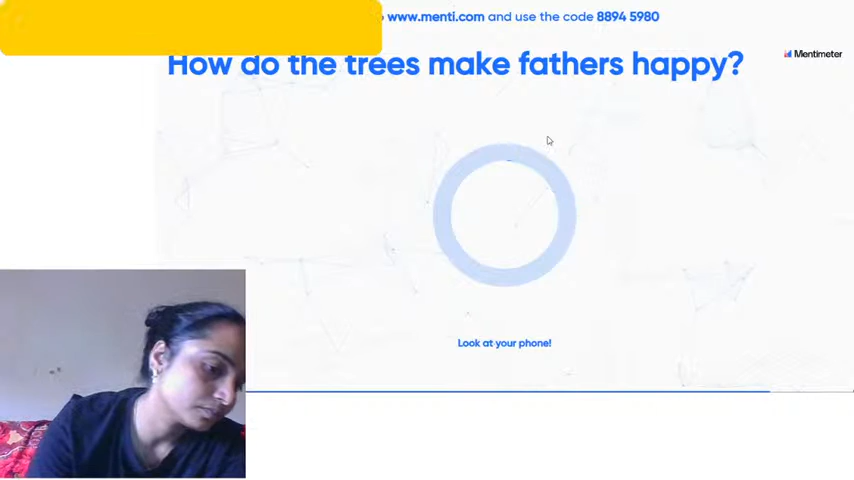 www.menti.com and use the code 8894 5980
How do the trees make fathers happy?
Mentimeter
Look at your phone!